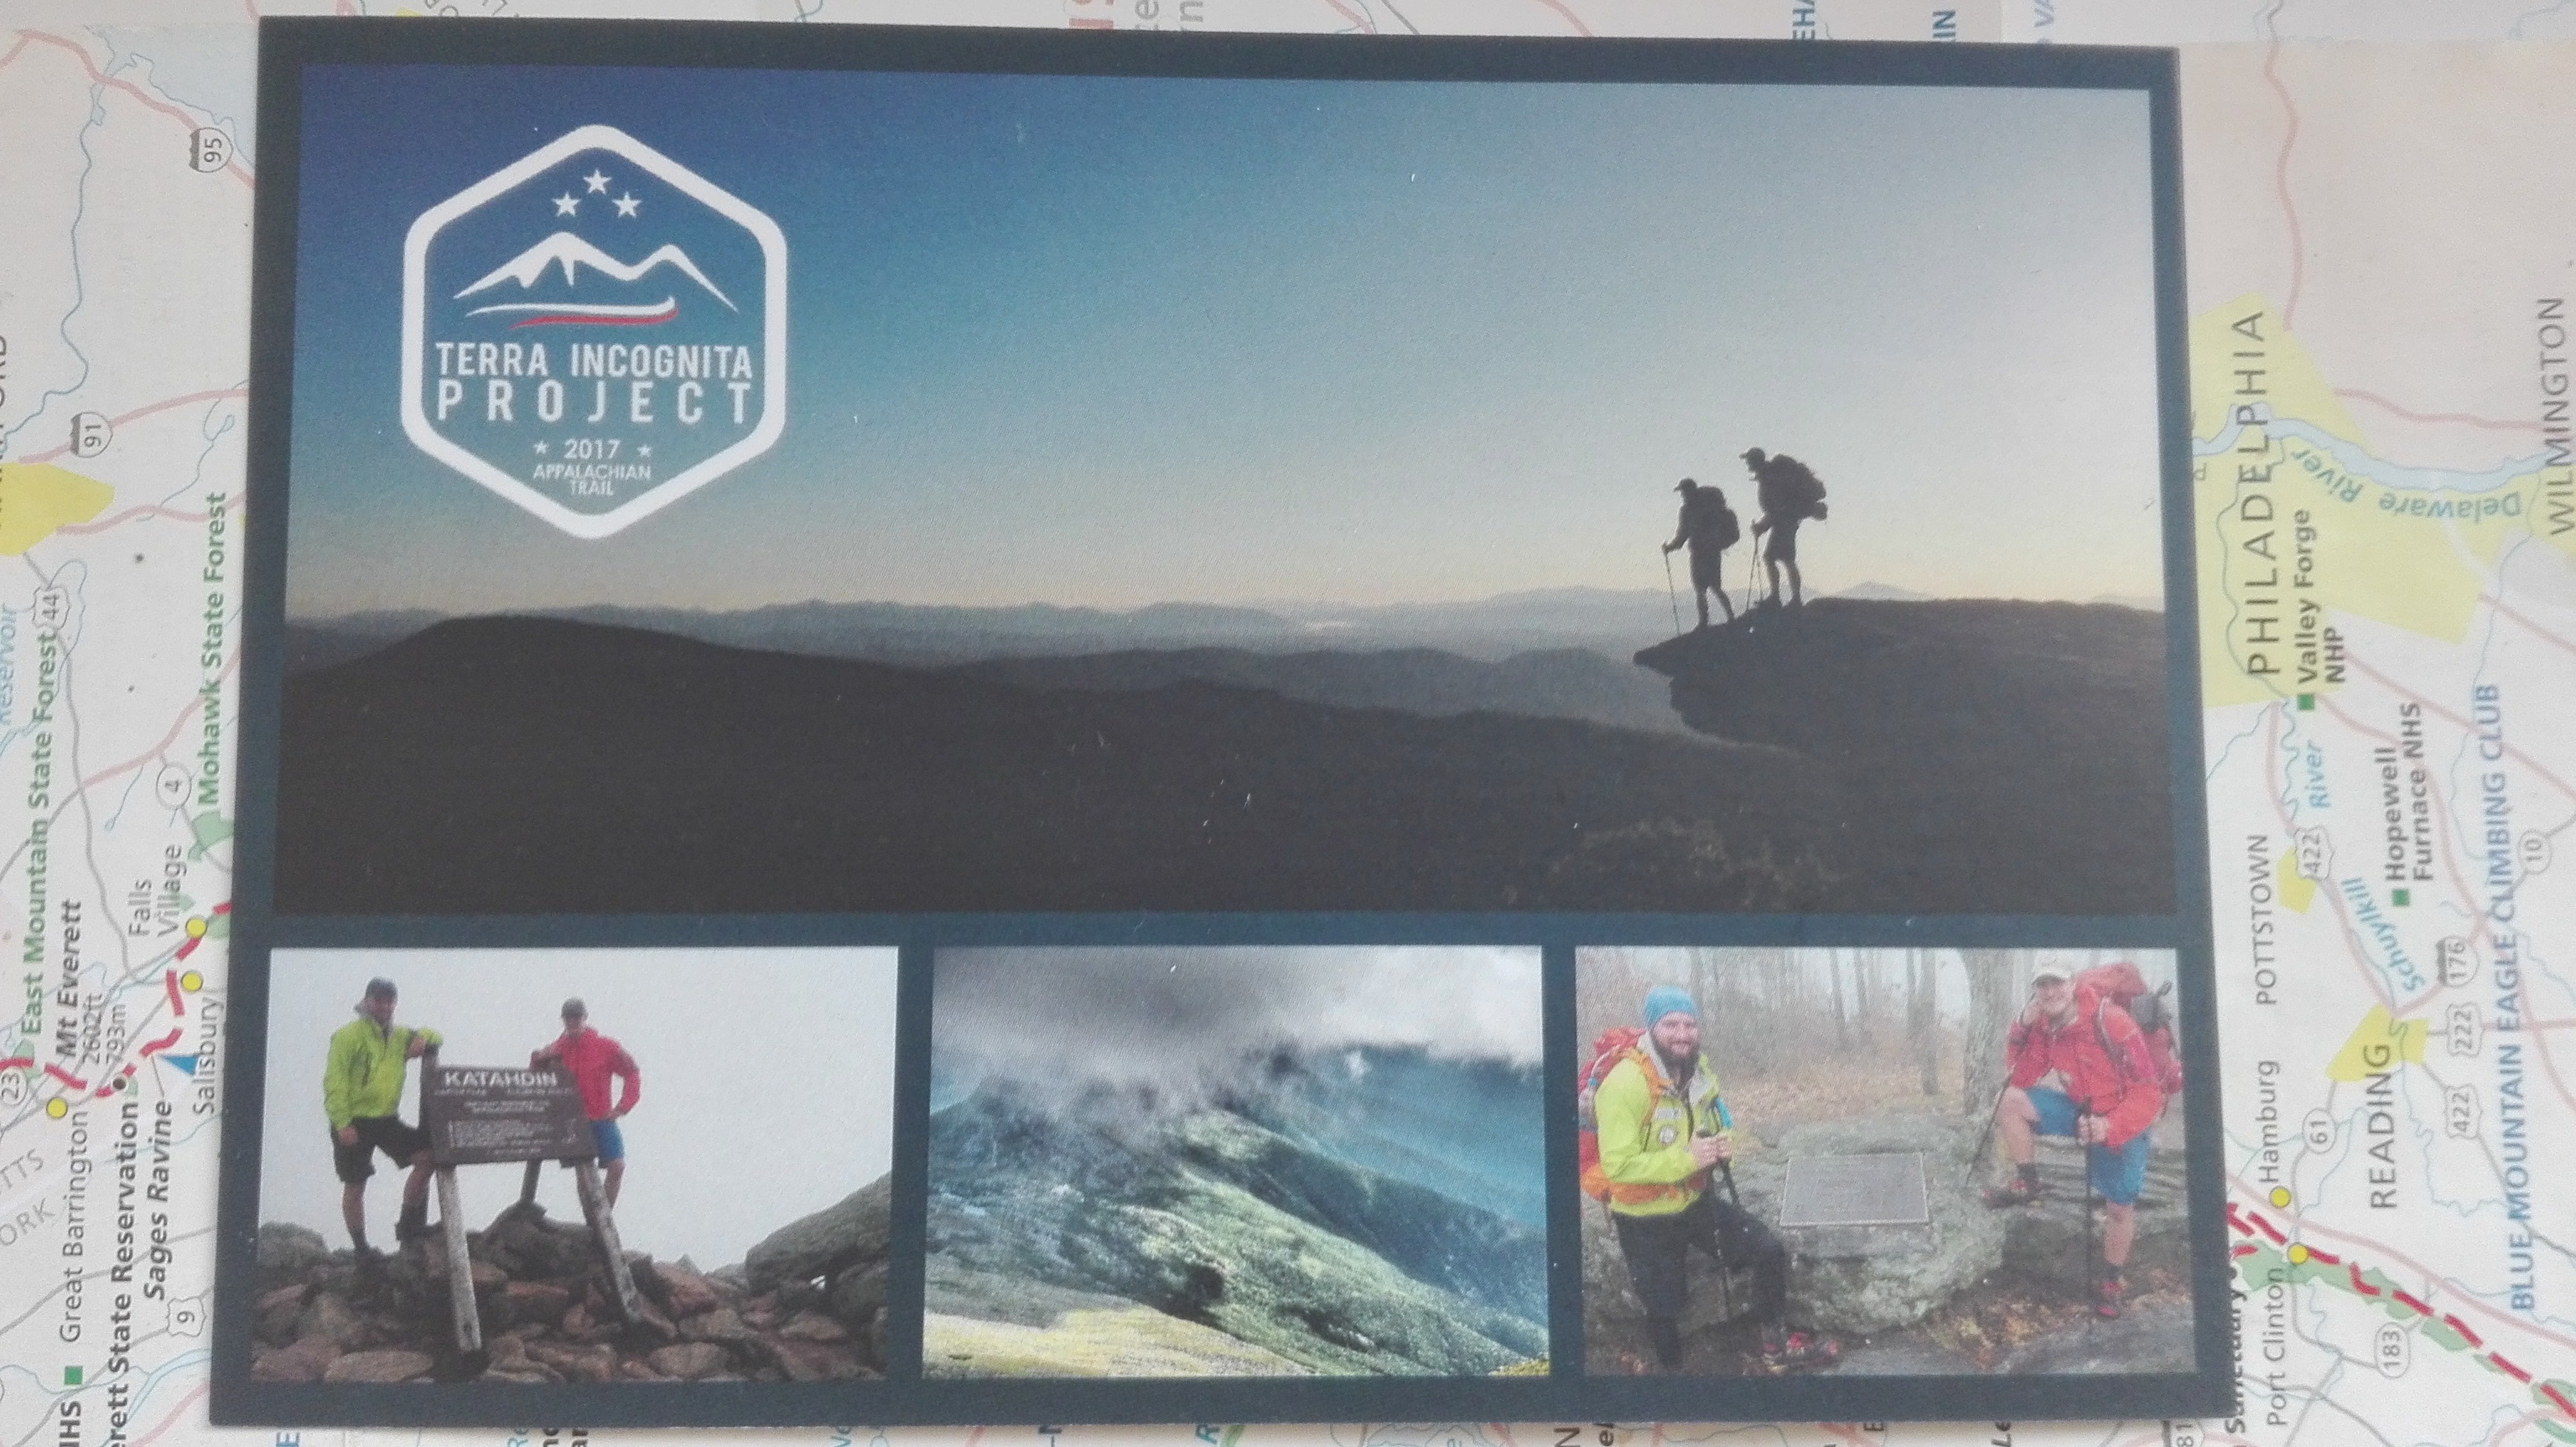 TERRA INCOGNITA
PROJECT
2017
APPALACHIAN
TRAIL
KATAHDIN
95
91
44
Mohawk State Forest
East Mountain State Forest
Reservoir
4
Falls
Village
Mt Everett
2602ft
793m
23
Salisbury
Great Barrington
Sages Ravine
9
erett State Reservation
NHS
PHILADELPHIA
WILMINGTON
Delaware River
Valley Forge
NHP
Hopewell
Furnace NHS
BLUE MOUNTAIN EAGLE CLIMBING CLUB
10
River
422
POTTSTOWN
Schuylkill
176
222
422
READING
61
Hamburg
Port Clinton
183
81